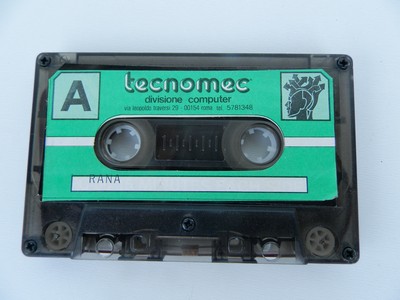 A
tecnomec
divisione computer
via leopoldo traversi 29 - 00154 roma tel. 5781348
RANA